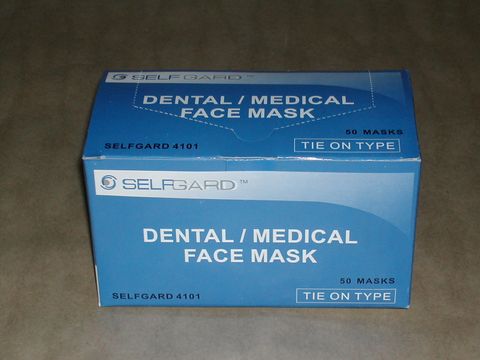 SELFGARD™
DENTAL / MEDICAL
FACE MASK
50 MASKS
SELFGARD 4101
TIE ON TYPE
SELFGARD™
DENTAL / MEDICAL
FACE MASK
50 MASKS
SELFGARD 4101
TIE ON TYPE